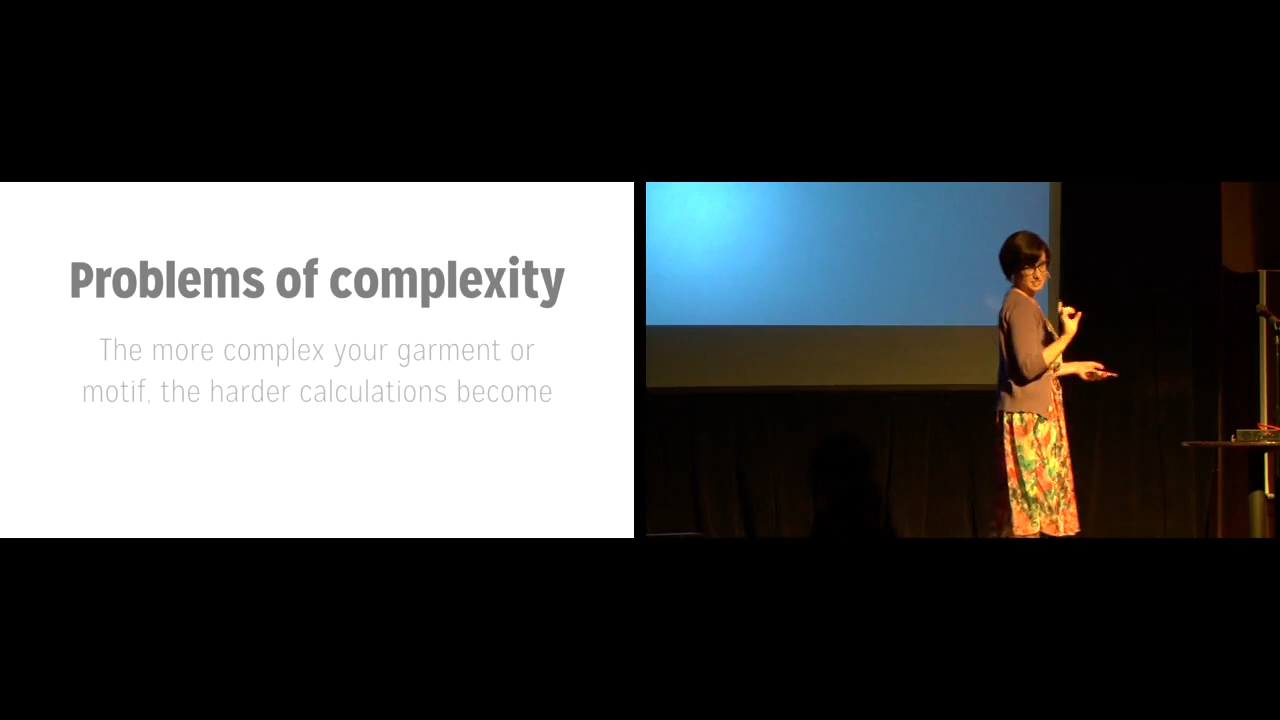 Problems of complexity
The more complex your garment or
motif, the harder calculations become